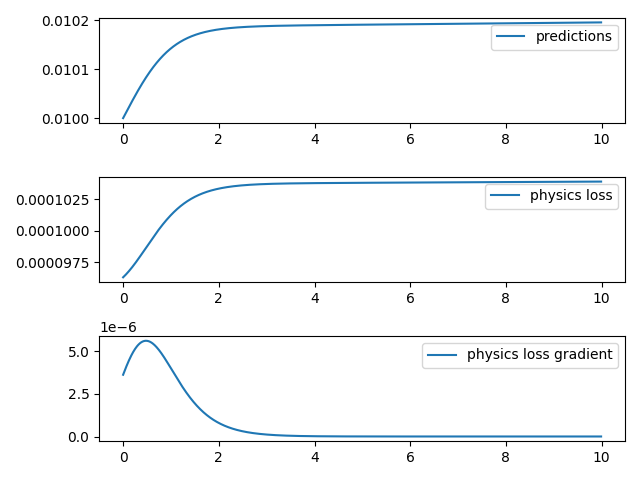 0.0102
predictions
0.0101
0.0100
0 2 4 6 8 10
0.0001025
physics loss
0.0001000
0.0000975
0 2 4 6 8 10
1e−6
5.0
physics loss gradient
2.5
0.0
0 2 4 6 8 10